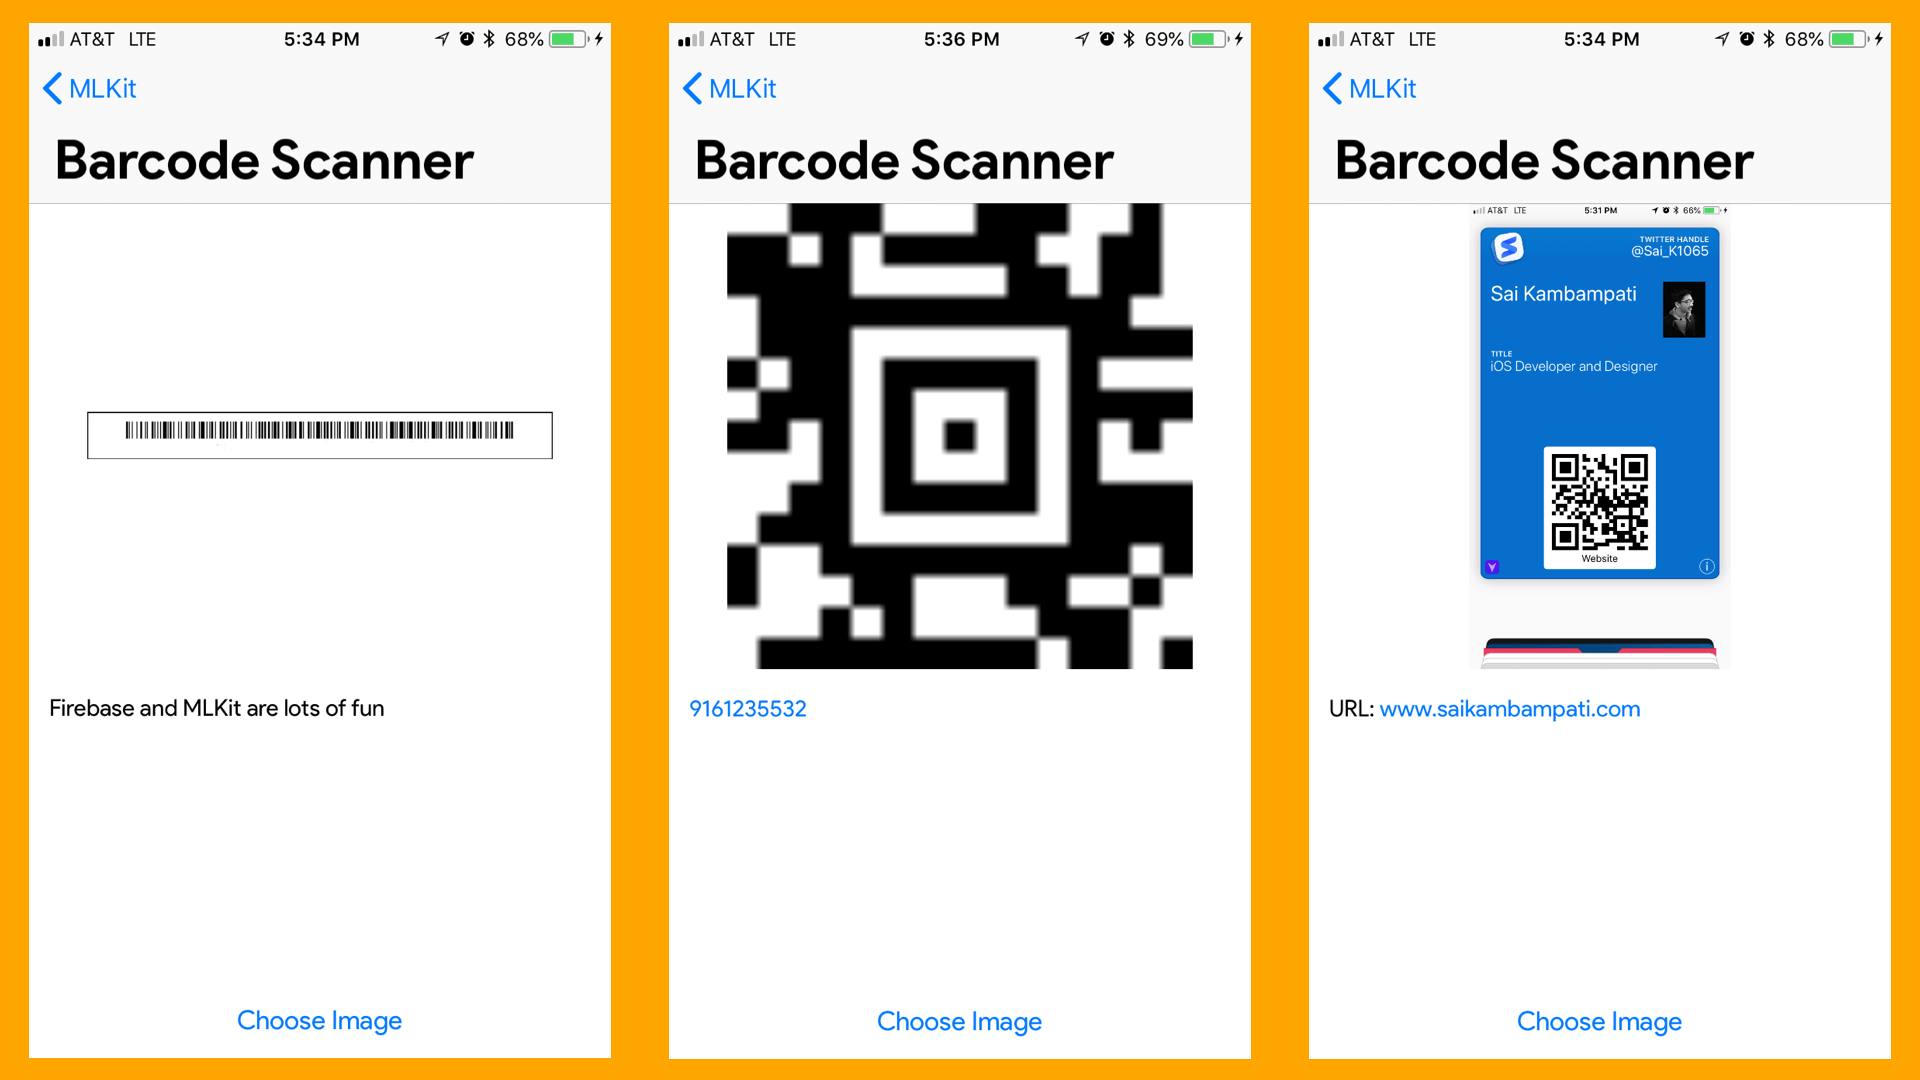 AT&T LTE 5:34 PM 68%
MLKit
Barcode Scanner
Firebase and MLKit are lots of fun
Choose Image
AT&T LTE 5:36 PM 69%
MLKit
Barcode Scanner
9161235532
Choose Image
AT&T LTE 5:34 PM 68%
MLKit
Barcode Scanner
AT&T LTE 5:31 PM 66%
TWITTER HANDLE
@Sai_K1065
Sai Kambampati
TITLE
iOS Developer and Designer
Website
URL: www.saikambampati.com
Choose Image